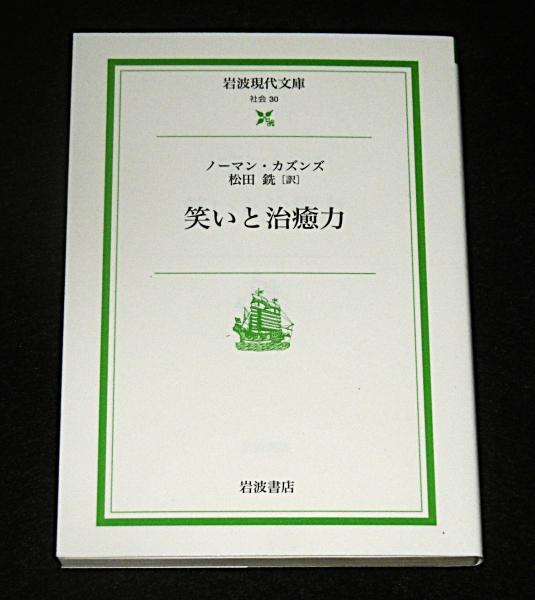 岩波現代文庫
社会 30
ノーマン・カズンズ
松田 銑［訳］
笑いと治癒力
岩波書店